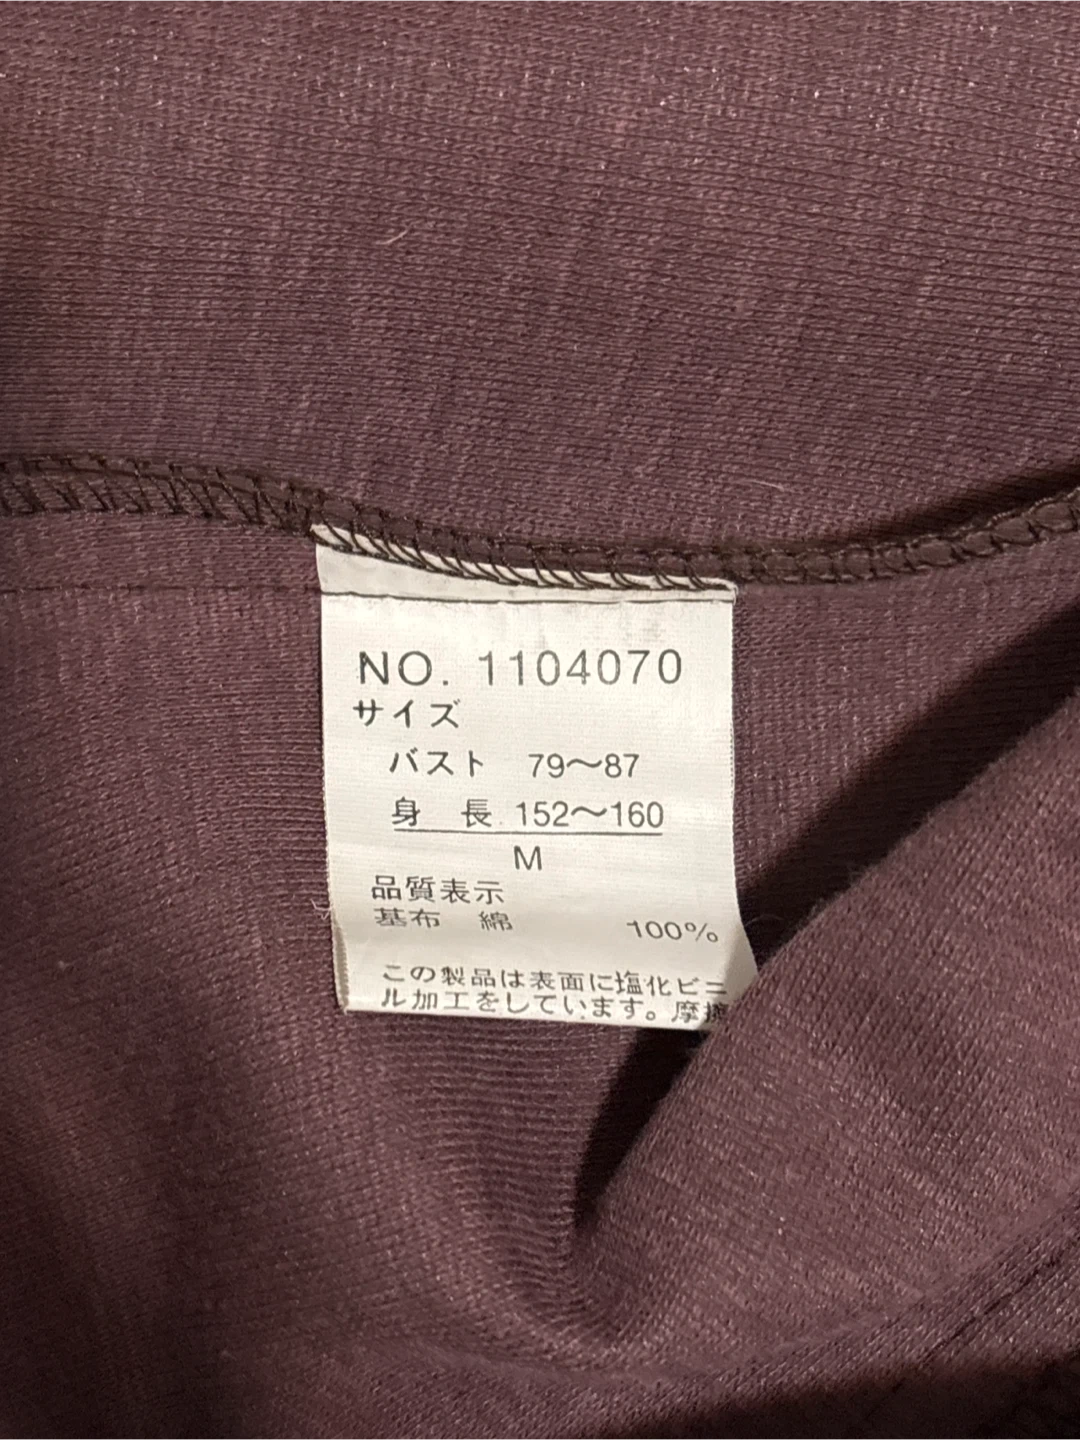 NO. 1104070
サイズ
バスト 79〜87
身 長 152〜160
M
品質表示
基布 綿 100%
この製品は表面に塩化ビニ
ル加工をしています。摩擦